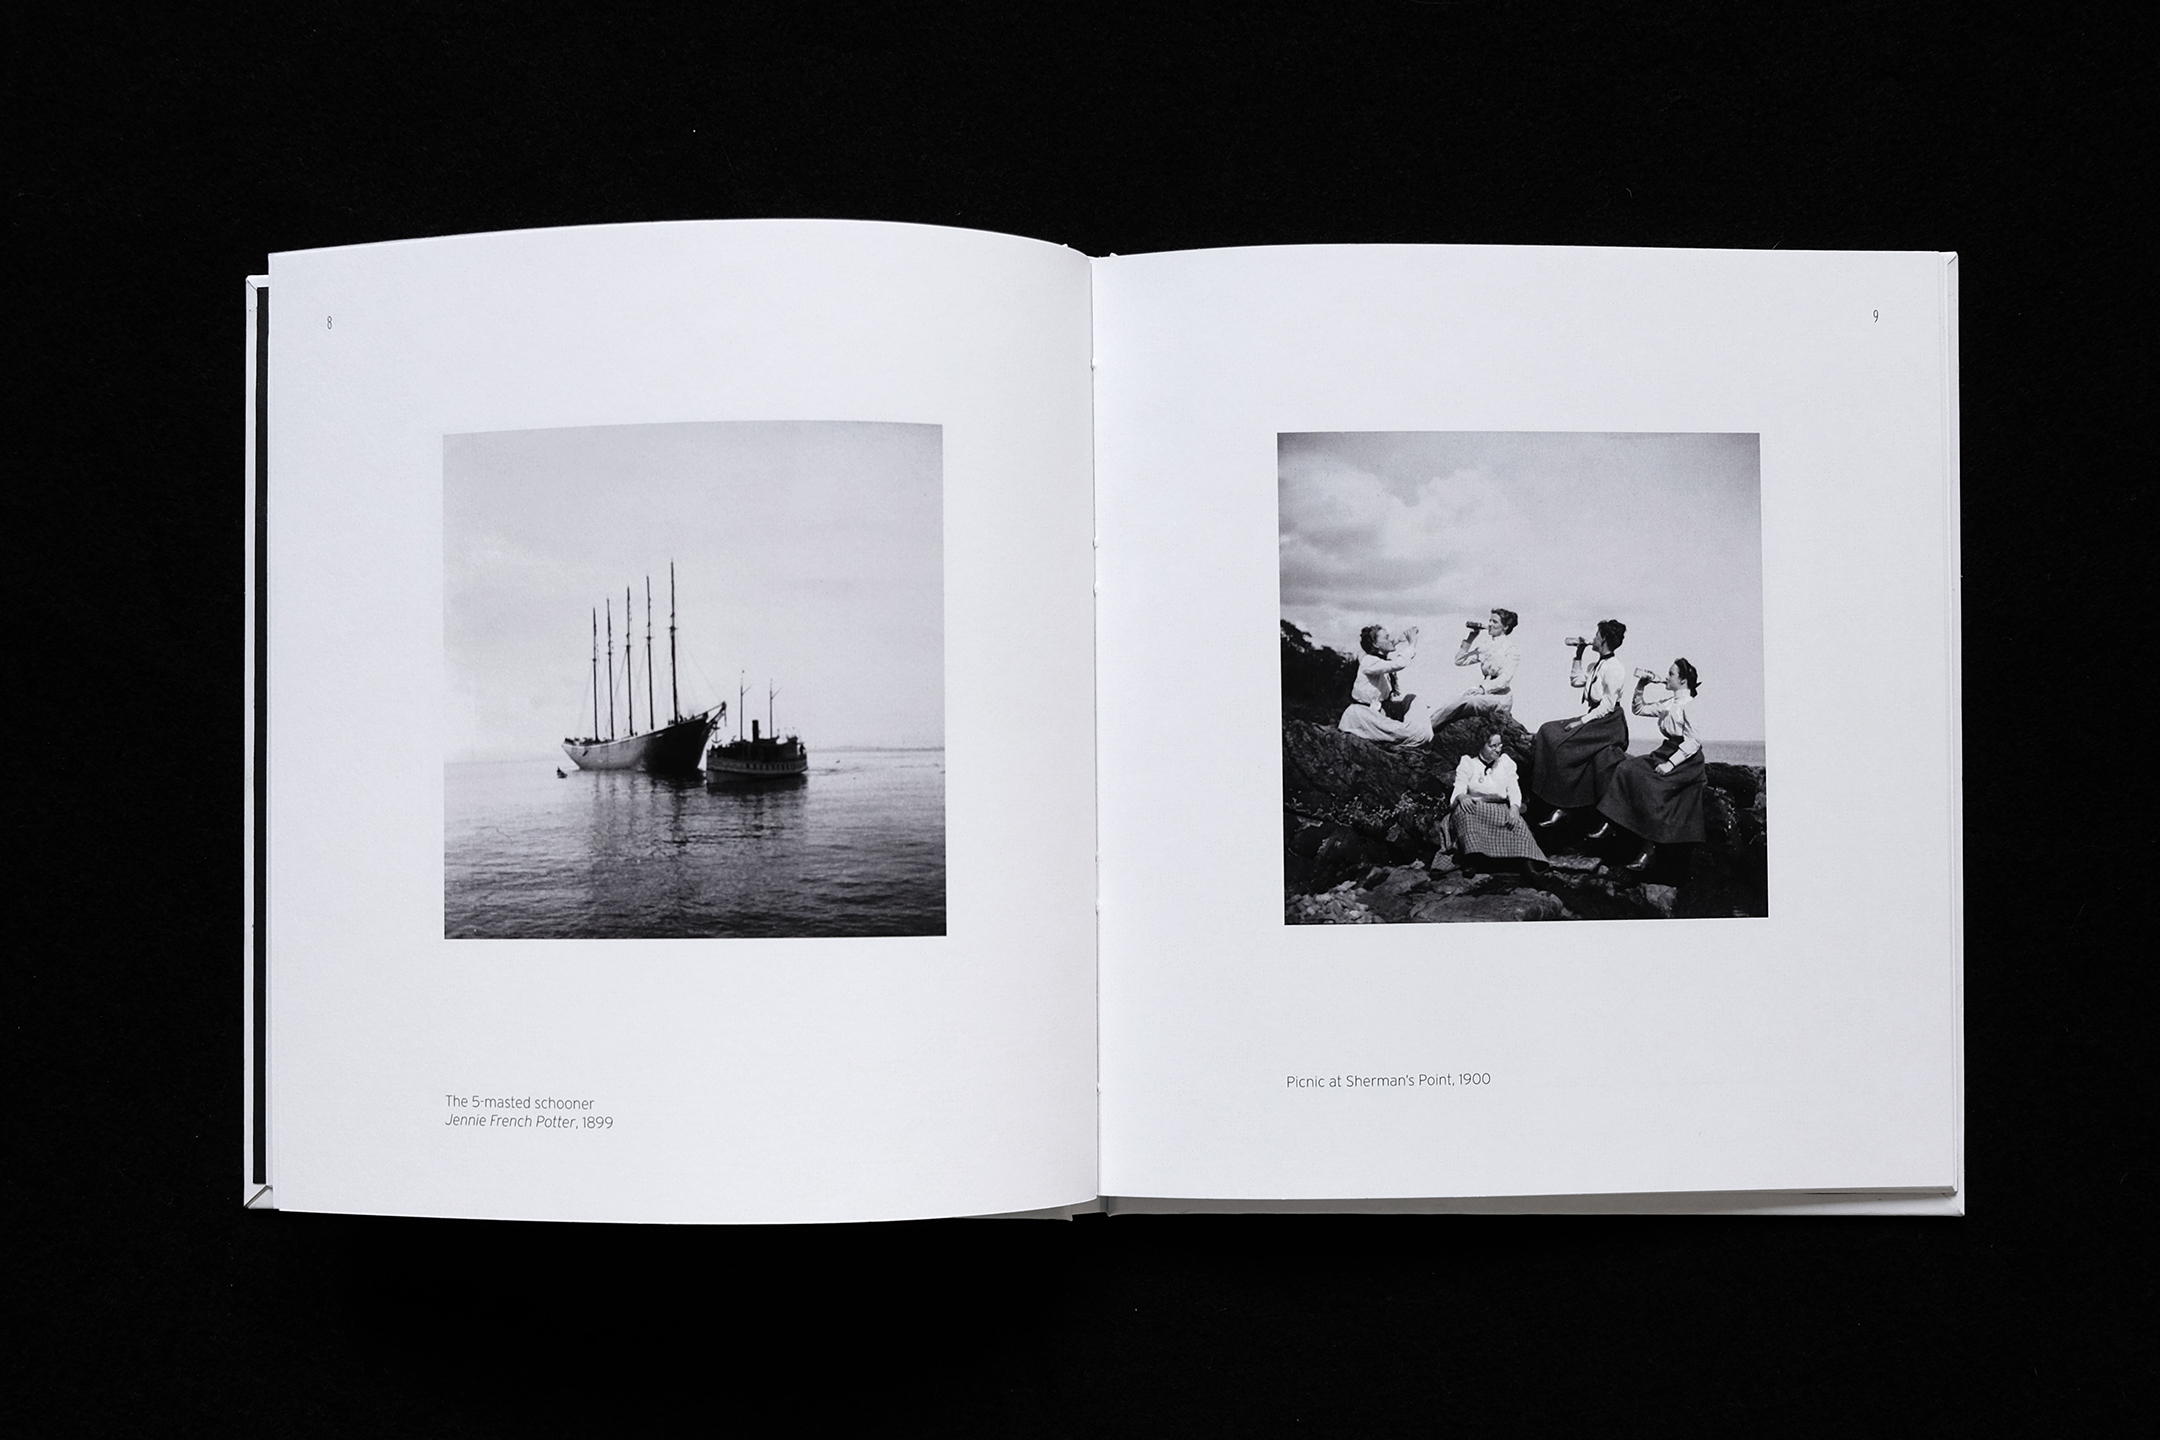 8
The 5-masted schooner
Jennie French Potter, 1899
9
Picnic at Sherman's Point, 1900